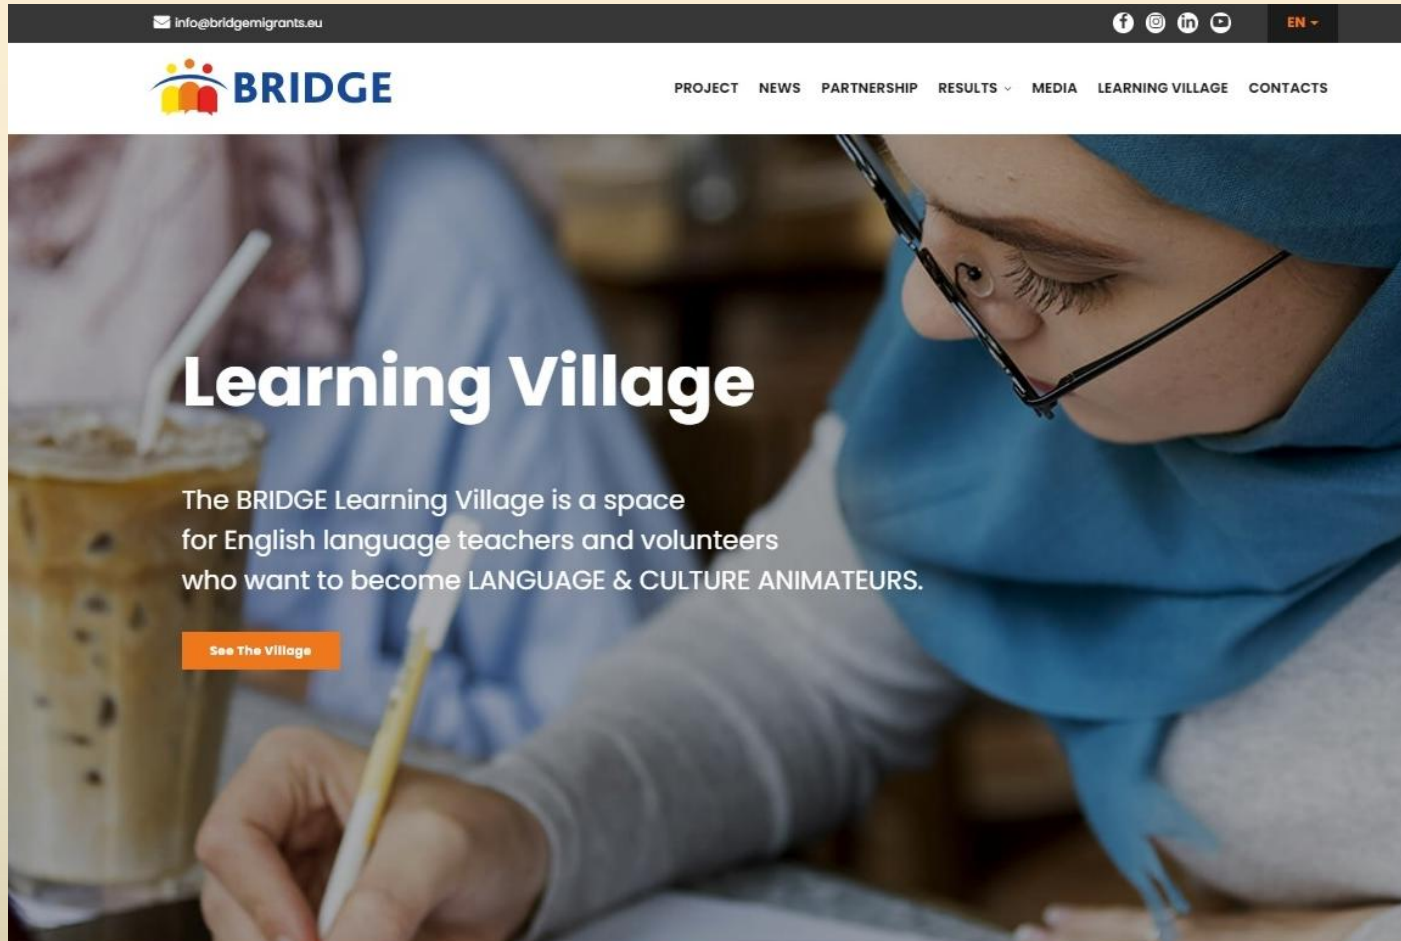 info@bridgemigrants.eu
EN
BRIDGE
PROJECT NEWS PARTNERSHIP RESULTS MEDIA LEARNING VILLAGE CONTACTS
Learning Village
The BRIDGE Learning Village is a space
for English language teachers and volunteers
who want to become LANGUAGE & CULTURE ANIMATEURS.
See The Village